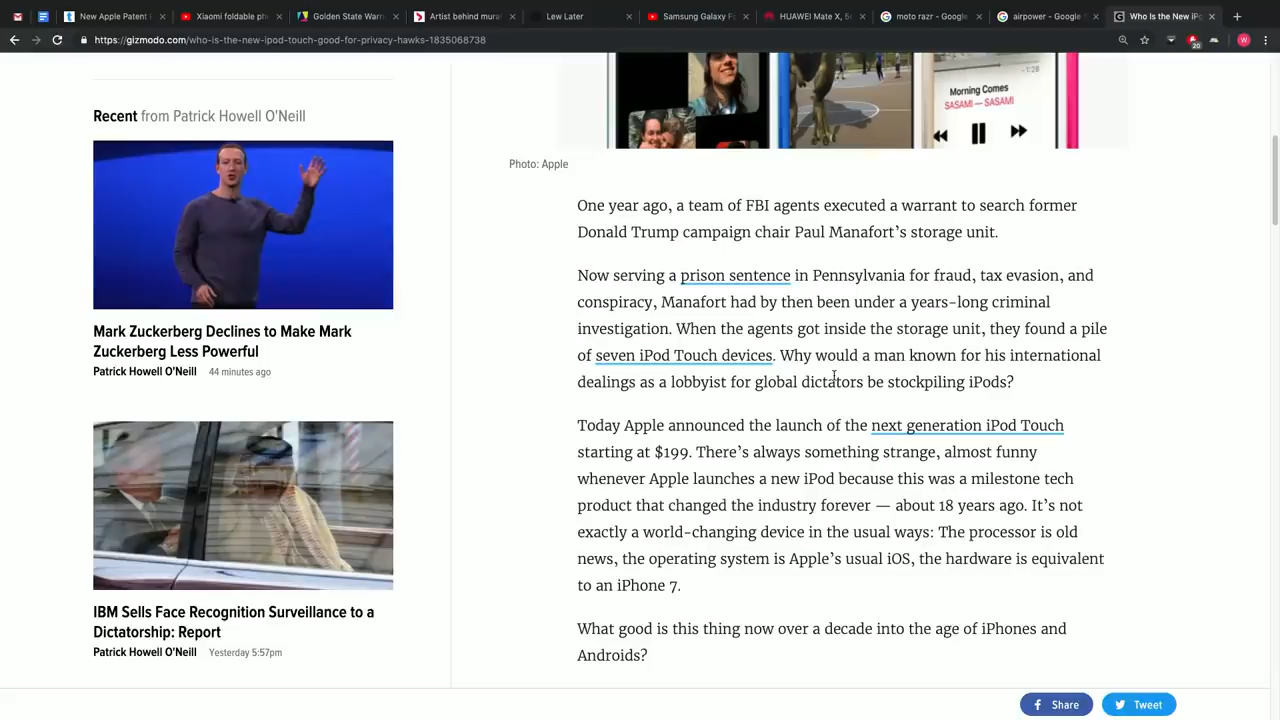 New Apple Patent
Xiaomi foldable ph
Golden State Warr
Artist behind mura
Lew Later
Samsung Galaxy F
HUAWEI Mate X, 5
moto razr - Google
airpower - Google
Who Is the New iPo
https://gizmodo.com/who-is-the-new-ipod-touch-good-for-privacy-hawks-1835068738
20
W
Morning Comes
SASAMI — SASAMI
-1:28
Photo: Apple
Recent from Patrick Howell O'Neill
Mark Zuckerberg Declines to Make Mark
Zuckerberg Less Powerful
Patrick Howell O'Neill 44 minutes ago
IBM Sells Face Recognition Surveillance to a
Dictatorship: Report
Patrick Howell O'Neill Yesterday 5:57pm
One year ago, a team of FBI agents executed a warrant to search former
Donald Trump campaign chair Paul Manafort's storage unit.
Now serving a prison sentence in Pennsylvania for fraud, tax evasion, and
conspiracy, Manafort had by then been under a years-long criminal
investigation. When the agents got inside the storage unit, they found a pile
of seven iPod Touch devices. Why would a man known for his international
dealings as a lobbyist for global dictators be stockpiling iPods?
Today Apple announced the launch of the next generation iPod Touch
starting at $199. There's always something strange, almost funny
whenever Apple launches a new iPod because this was a milestone tech
product that changed the industry forever — about 18 years ago. It's not
exactly a world-changing device in the usual ways: The processor is old
news, the operating system is Apple's usual iOS, the hardware is equivalent
to an iPhone 7.
What good is this thing now over a decade into the age of iPhones and
Androids?
Share
Tweet